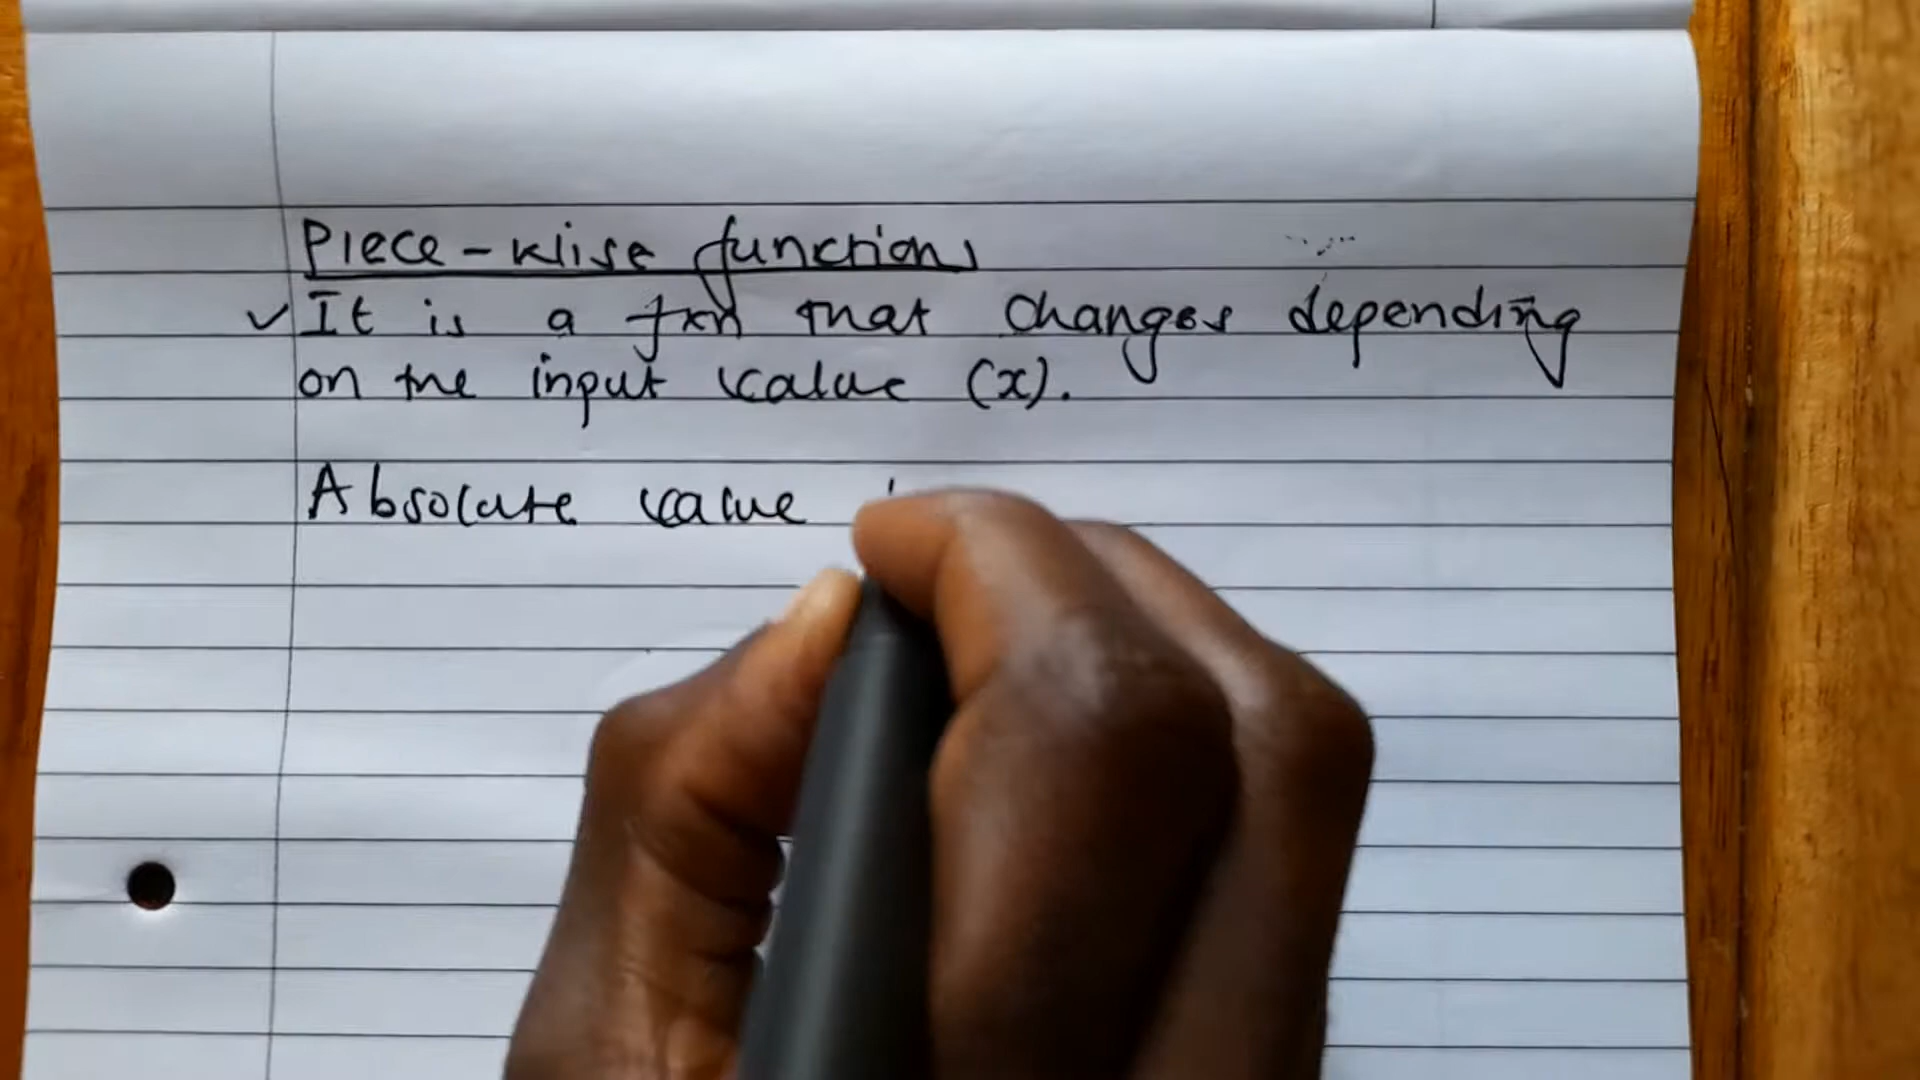 Piece-wise functions
✓ It is a fxn that changes depending
on the input value (x).
Absolute value